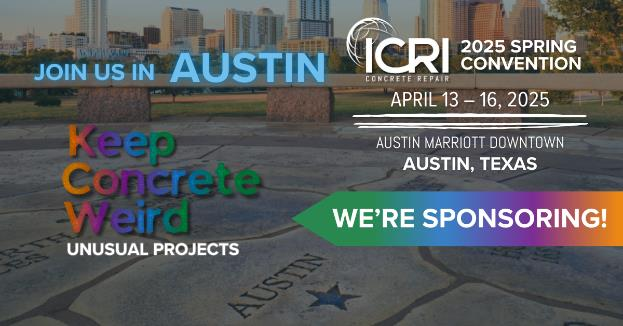 JOIN US IN AUSTIN
ICRI
CONCRETE REPAIR
2025 SPRING
CONVENTION
APRIL 13 – 16, 2025
AUSTIN MARRIOTT DOWNTOWN
AUSTIN, TEXAS
Keep
Concrete
Weird
UNUSUAL PROJECTS
WE'RE SPONSORING!
AUSTIN